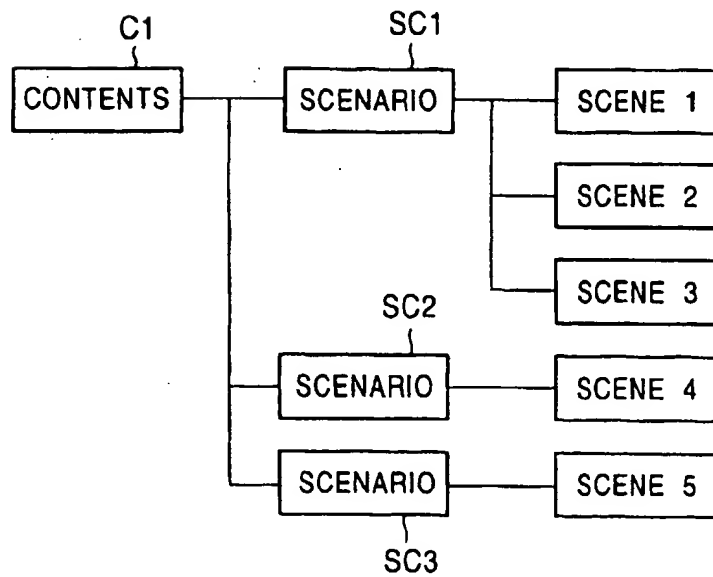 C1
SC1
CONTENTS
SCENARIO
SCENE 1
SCENE 2
SCENE 3
SC2
SCENARIO
SCENE 4
SCENARIO
SCENE 5
SC3